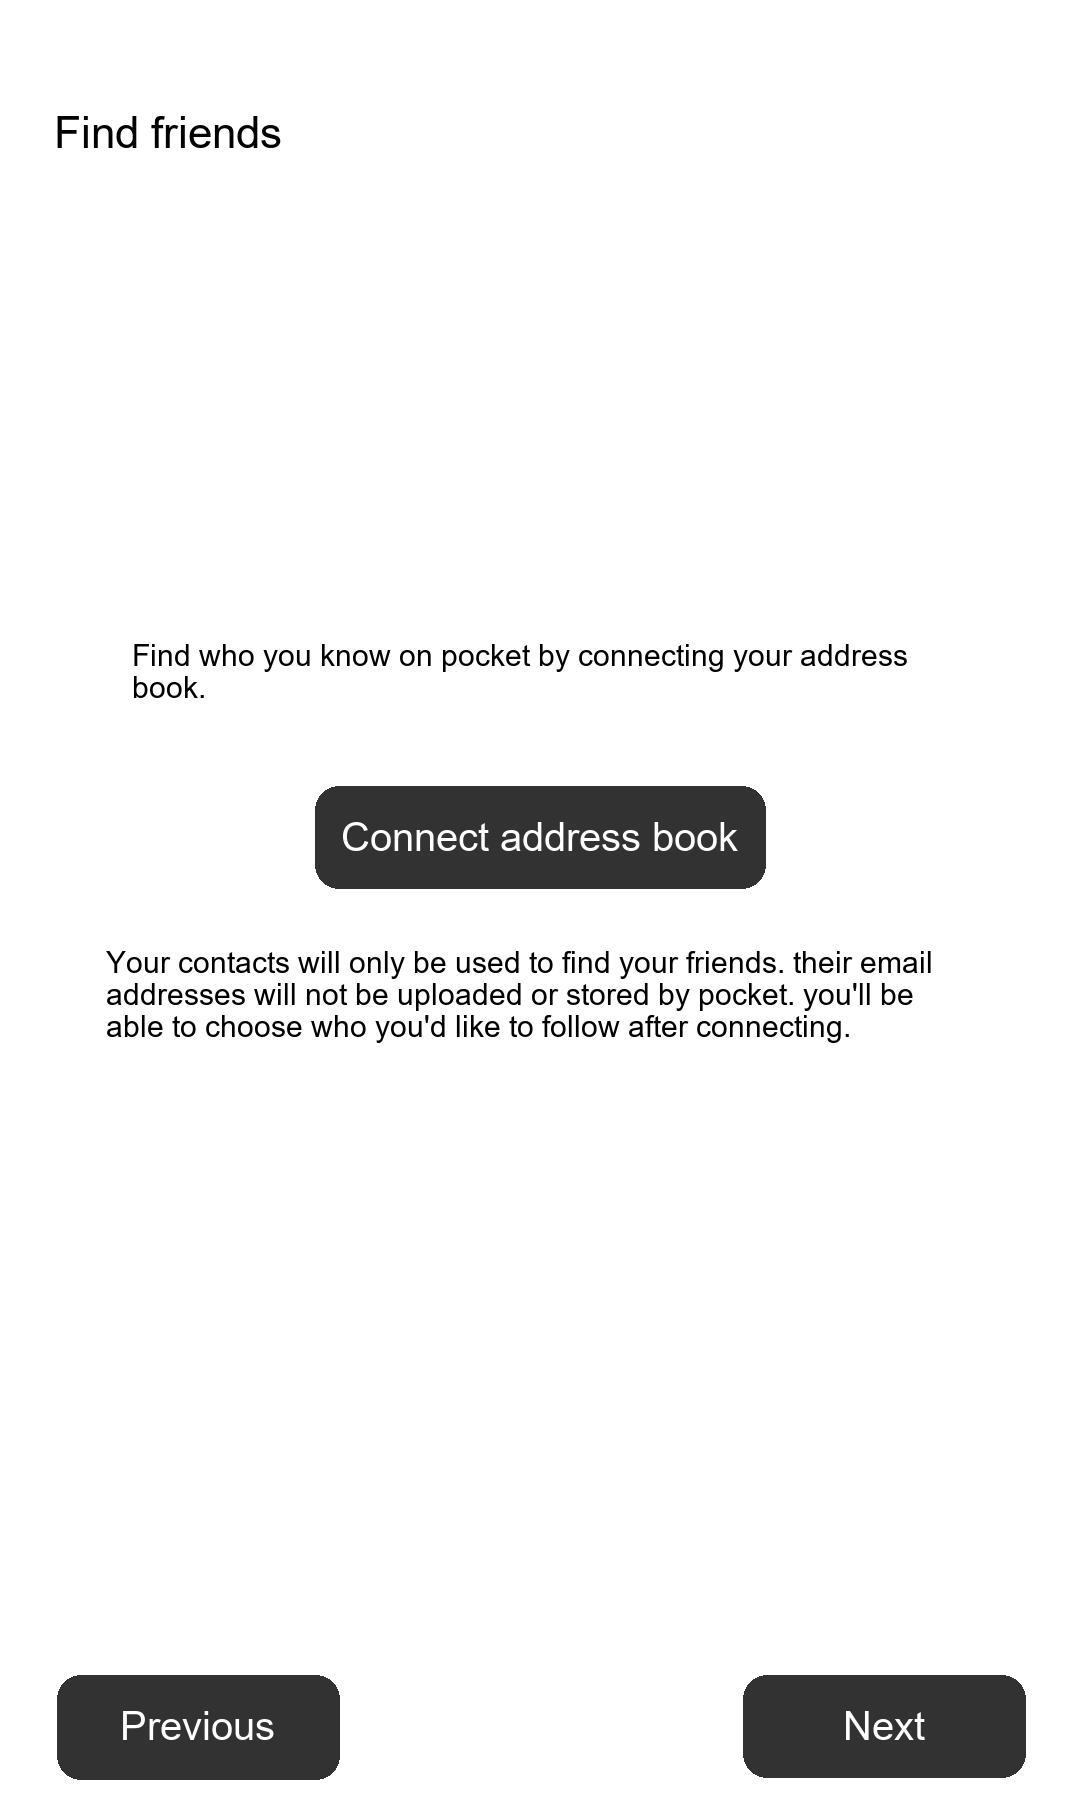 Find friends
Find who you know on pocket by connecting your address
book.
Connect address book
Your contacts will only be used to find your friends. their email
addresses will not be uploaded or stored by pocket. you'll be
able to choose who you'd like to follow after connecting.
Previous
Next